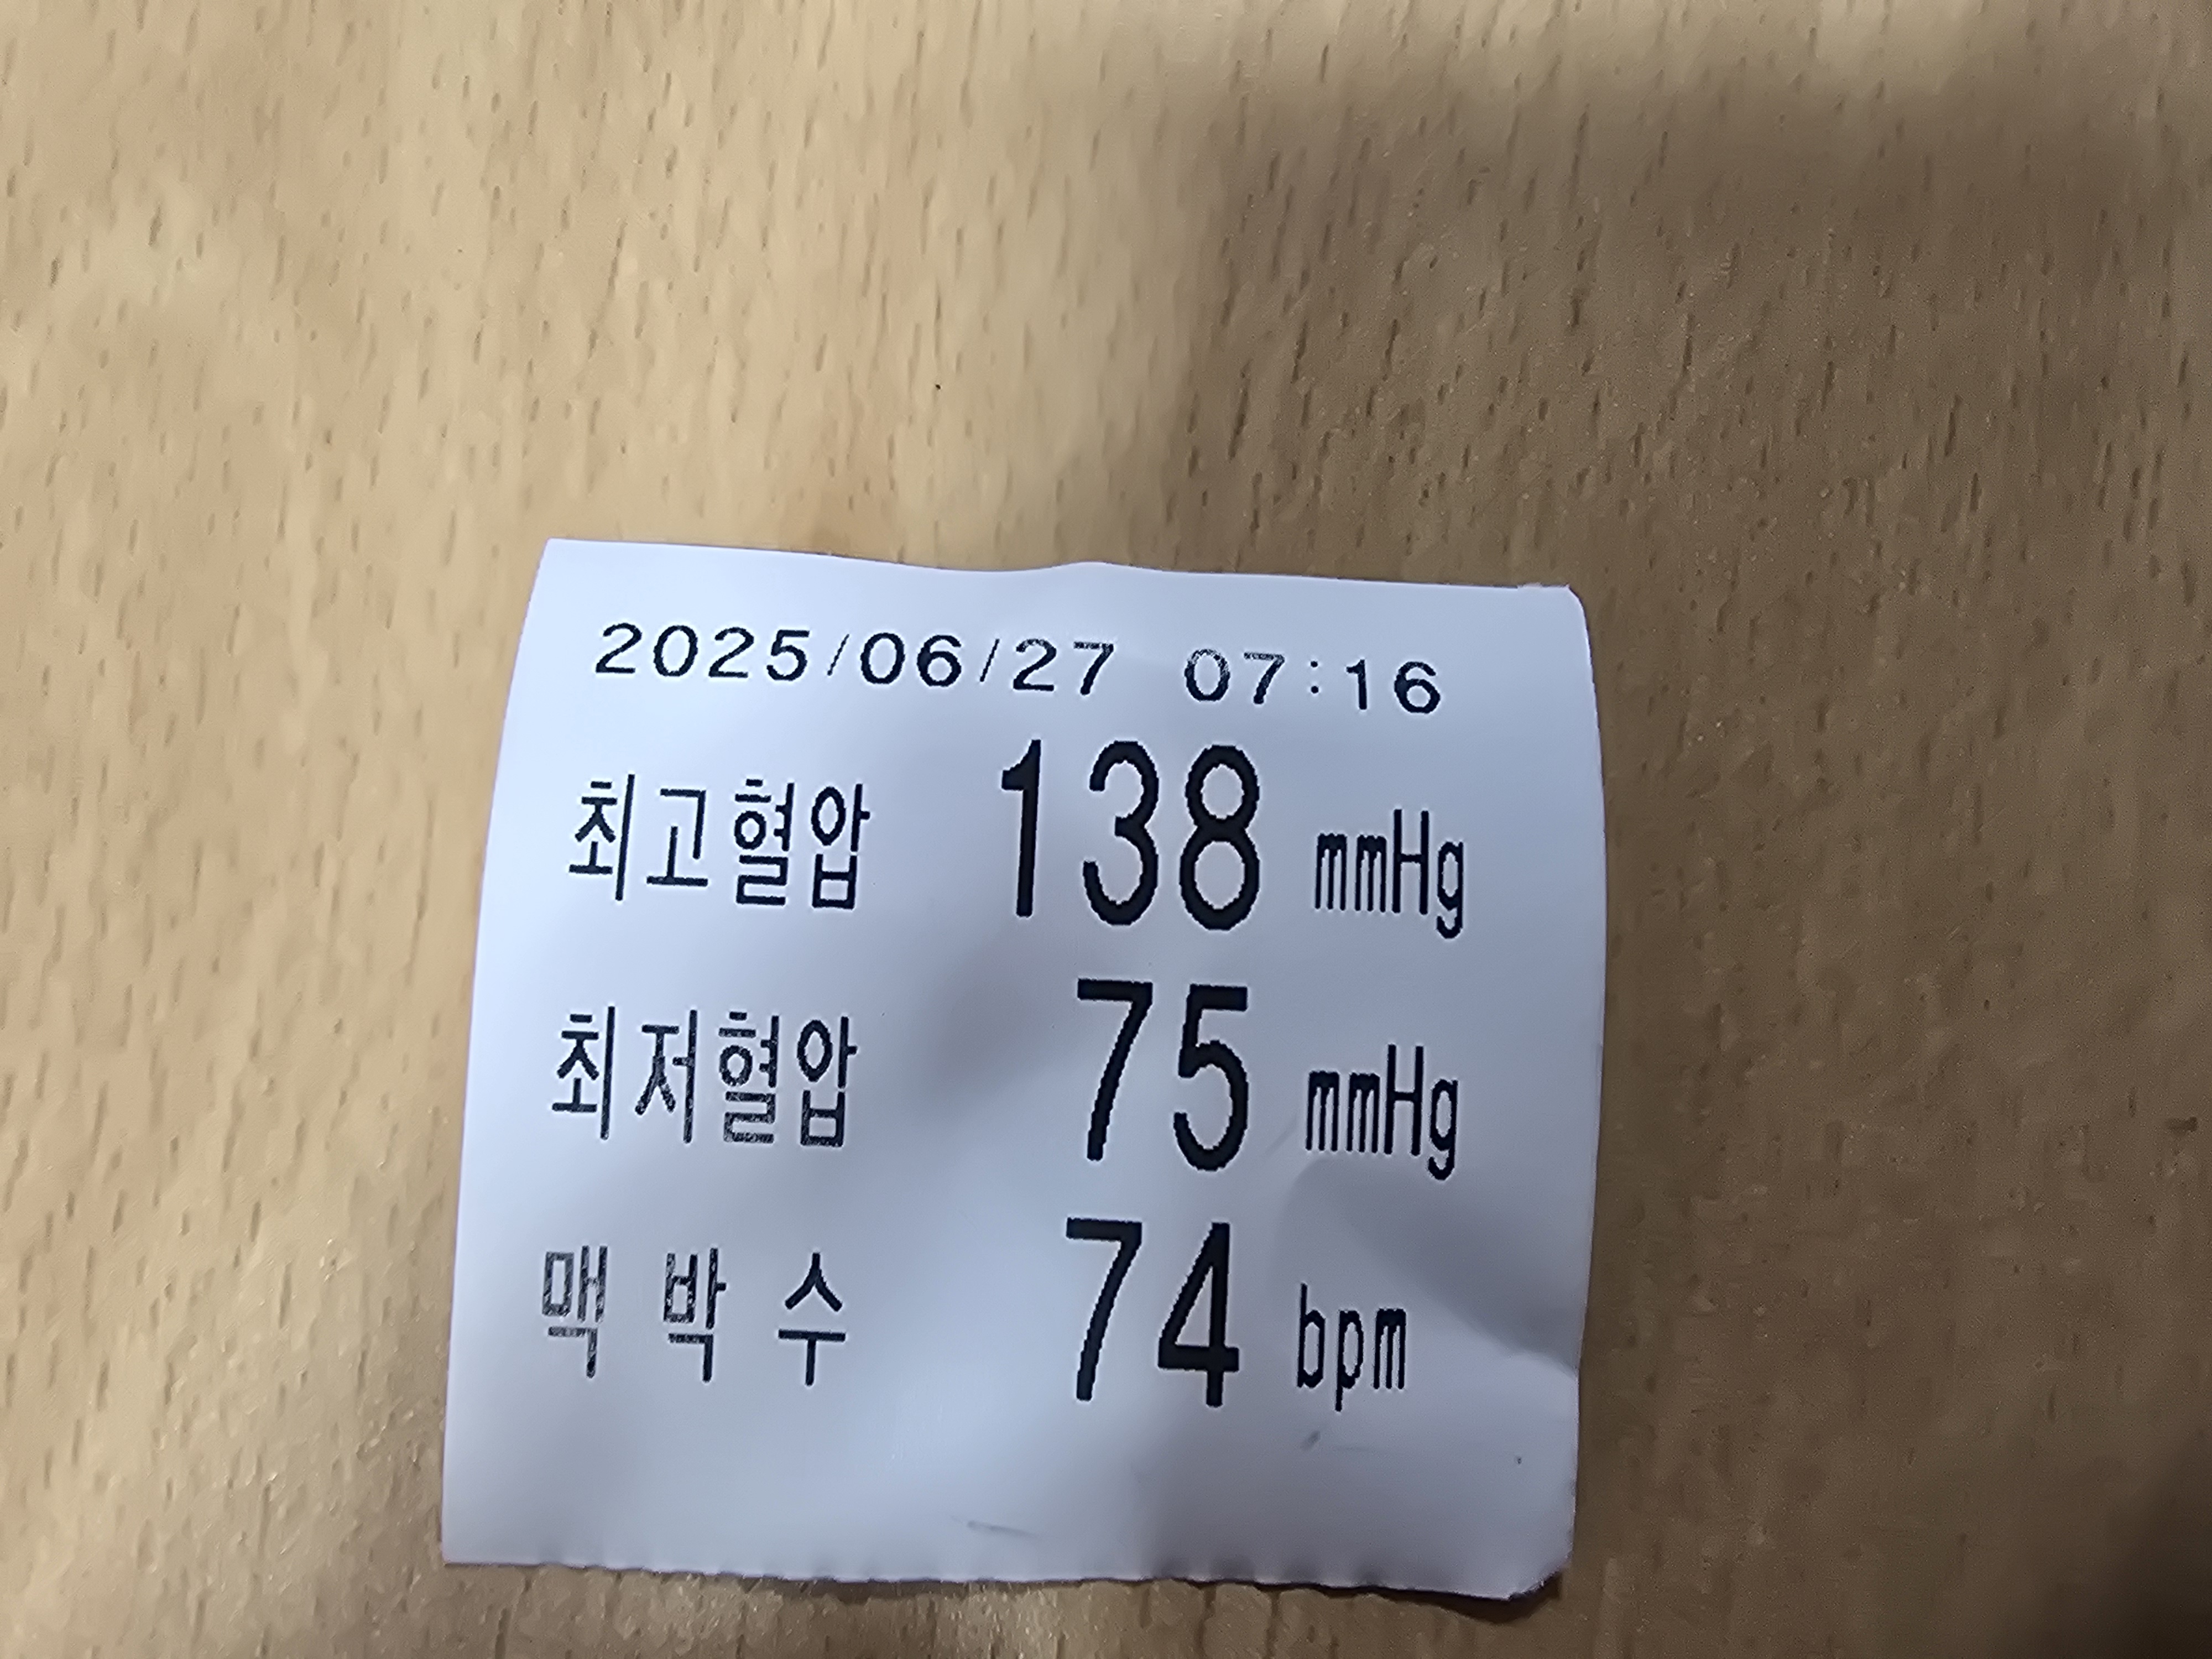 2025/06/27 07:16
최고혈압 138 mmHg
최저혈압 75 mmHg
맥 박 수 74 bpm